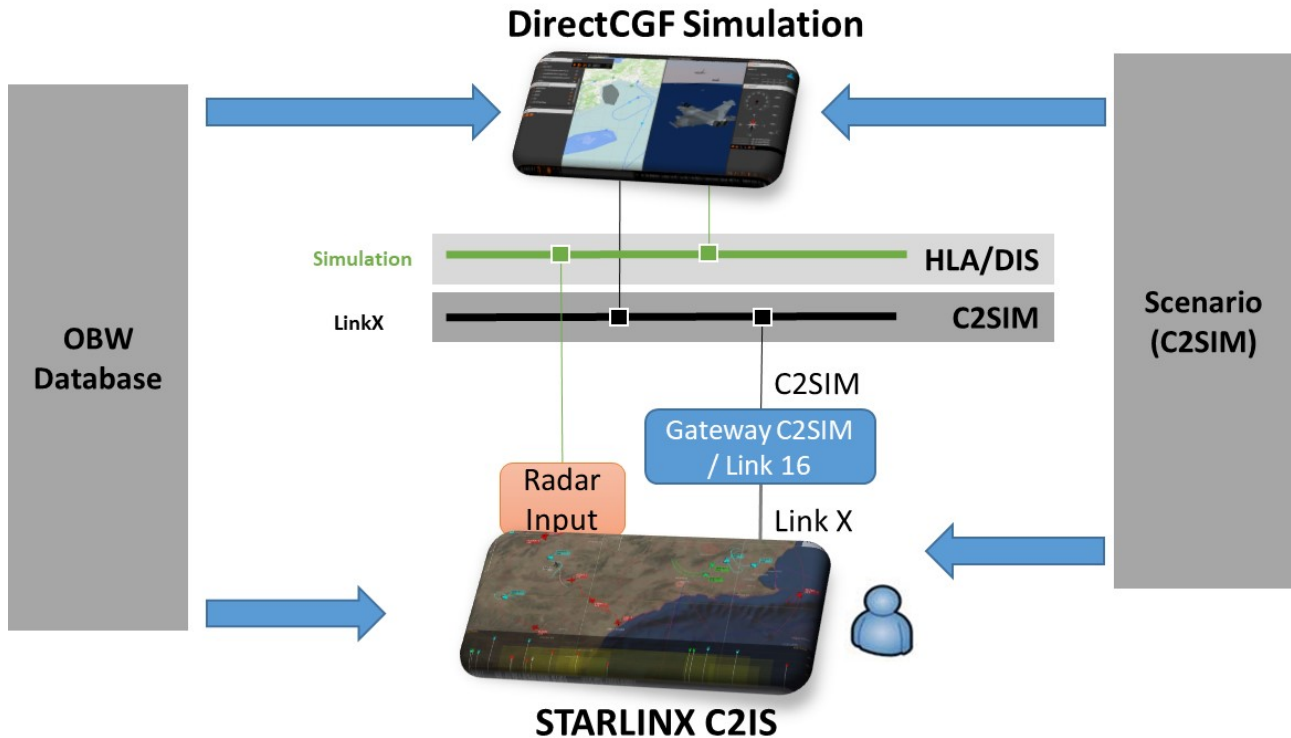 DirectCGF Simulation
OBW
Database
Simulation
HLA/DIS
LinkX
C2SIM
Scenario
(C2SIM)
C2SIM
Gateway C2SIM
/ Link 16
Radar
Input
Link X
STARLINX C2IS